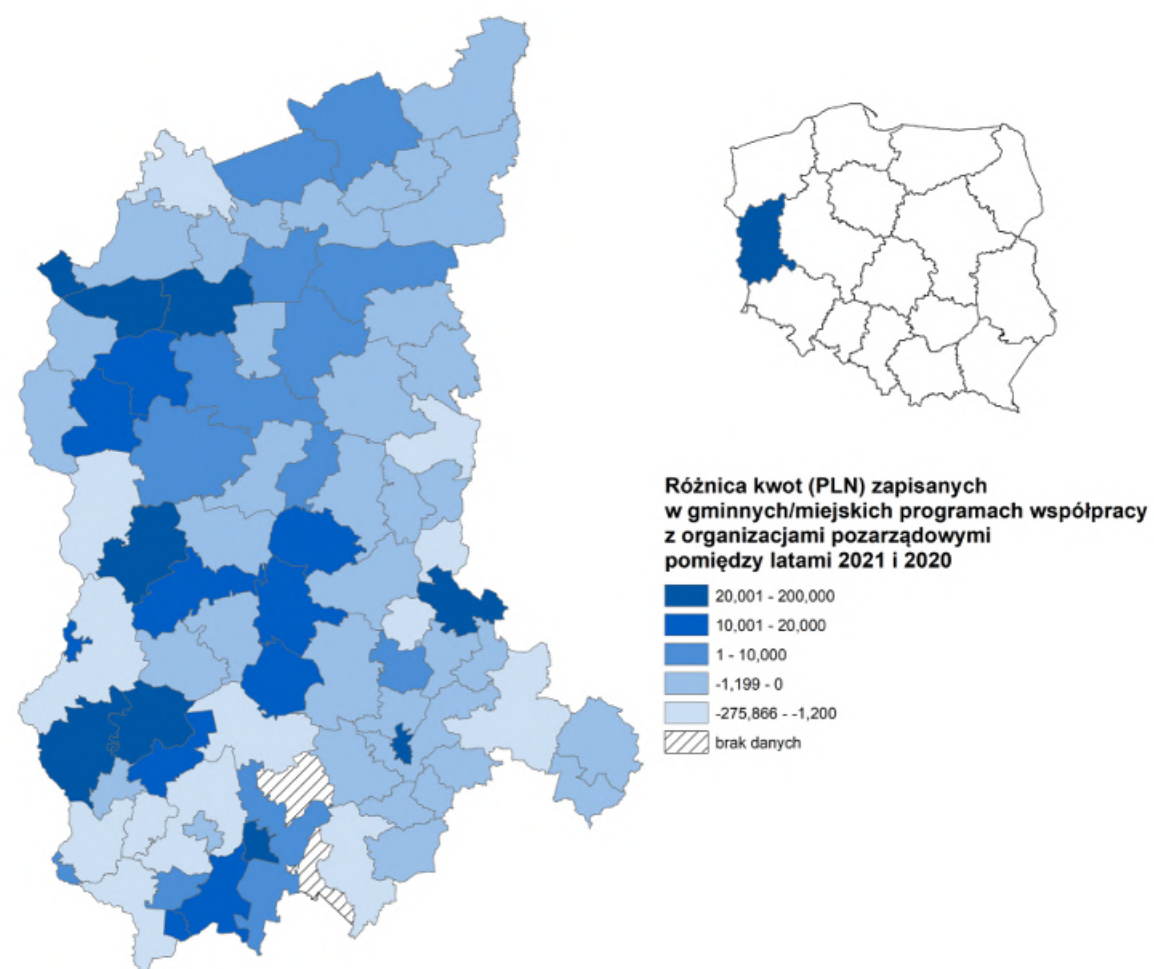 Różnica kwot (PLN) zapisanych
w gminnych/miejskich programach współpracy
z organizacjami pozarządowymi
pomiędzy latami 2021 i 2020
20,001 - 200,000
10,001 - 20,000
1 - 10,000
-1,199 - 0
-275,866 - -1,200
brak danych